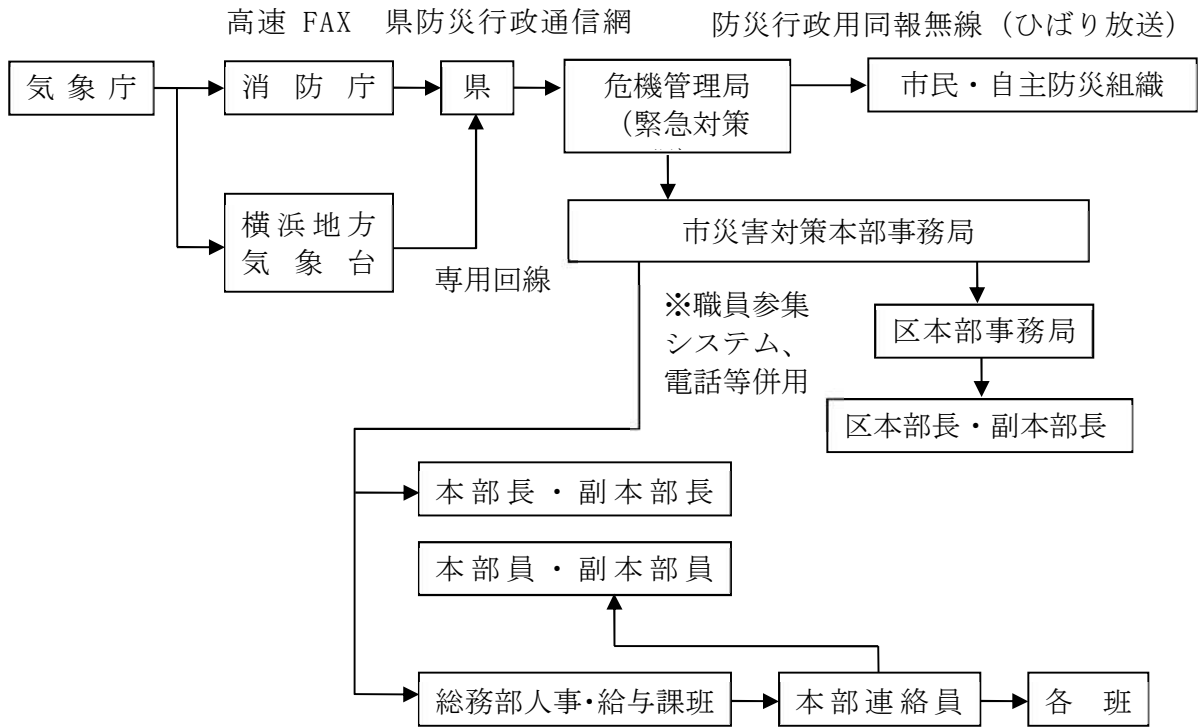 高速 FAX　県防災行政通信網　防災行政用同報無線（ひばり放送）
気象庁
消防庁
県
危機管理局
（緊急対策
市民・自主防災組織
横浜地方
気象台
専用回線
市災害対策本部事務局
※職員参集
システム、
電話等併用
区本部事務局
区本部長・副本部長
本部長・副本部長
本部員・副本部員
総務部人事・給与課班
本部連絡員
各　班